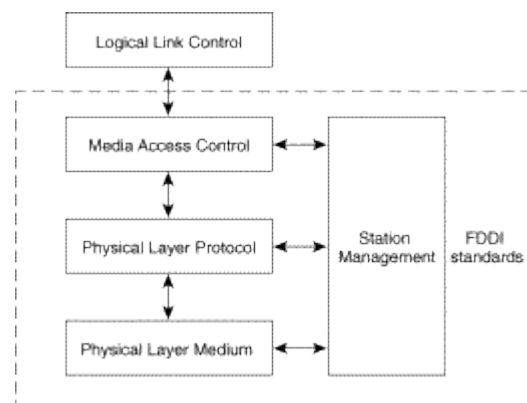 Logical Link Control
Media Access Control
Physical Layer Protocol
Physical Layer Medium
Station
Management
FDDI
standards